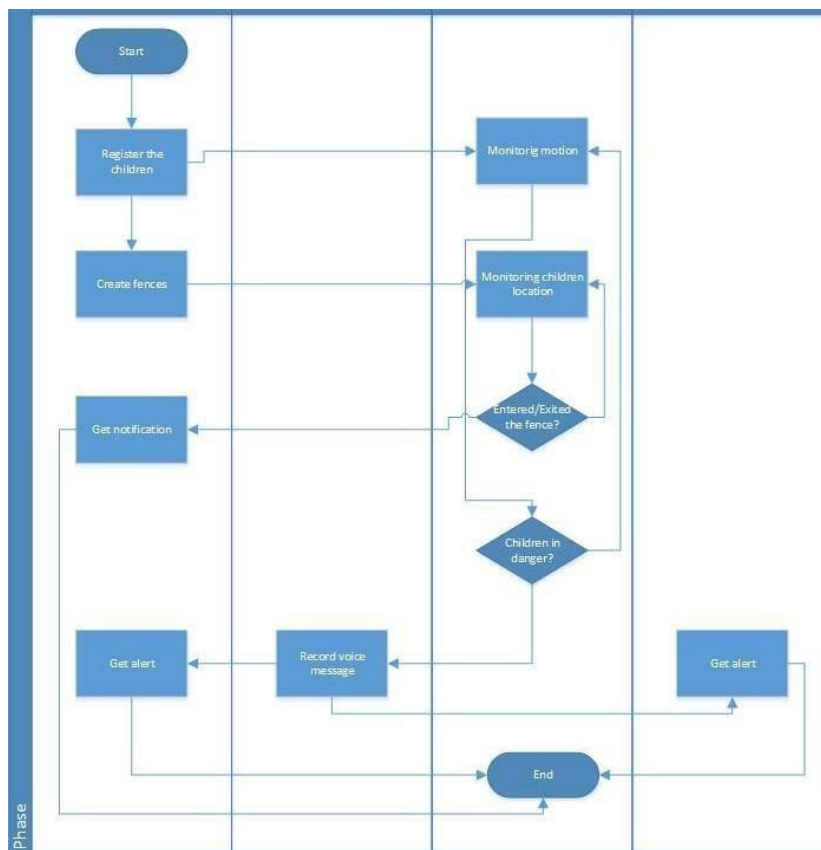 Start
Register the
children
Monitorig motion
Create fences
Monitoring children
location
Get notification
Entered/Exited
the fence?
Children in
danger?
Get alert
Record voice
message
Get alert
End
Phase